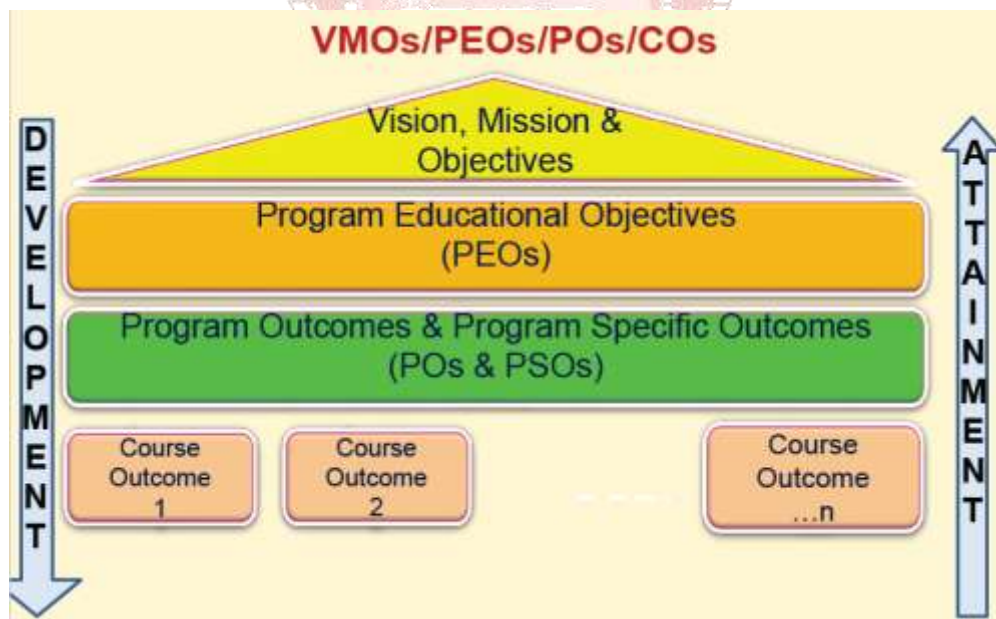 VMOs/PEOs/POs/COs
Vision, Mission &
Objectives
Program Educational Objectives
(PEOs)
Program Outcomes & Program Specific Outcomes
(POs & PSOs)
Course
Outcome
1
Course
Outcome
2
Course
Outcome
...n
DEVELOPMENT
ATTAINMENT